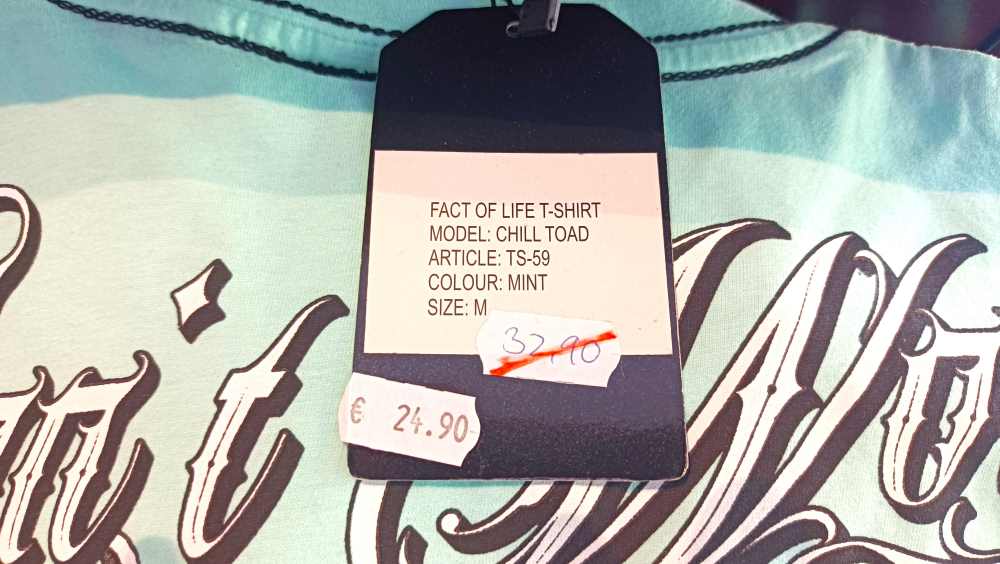 FACT OF LIFE T-SHIRT
MODEL: CHILL TOAD
ARTICLE: TS-59
COLOUR: MINT
SIZE: M
32,90
€ 24.90